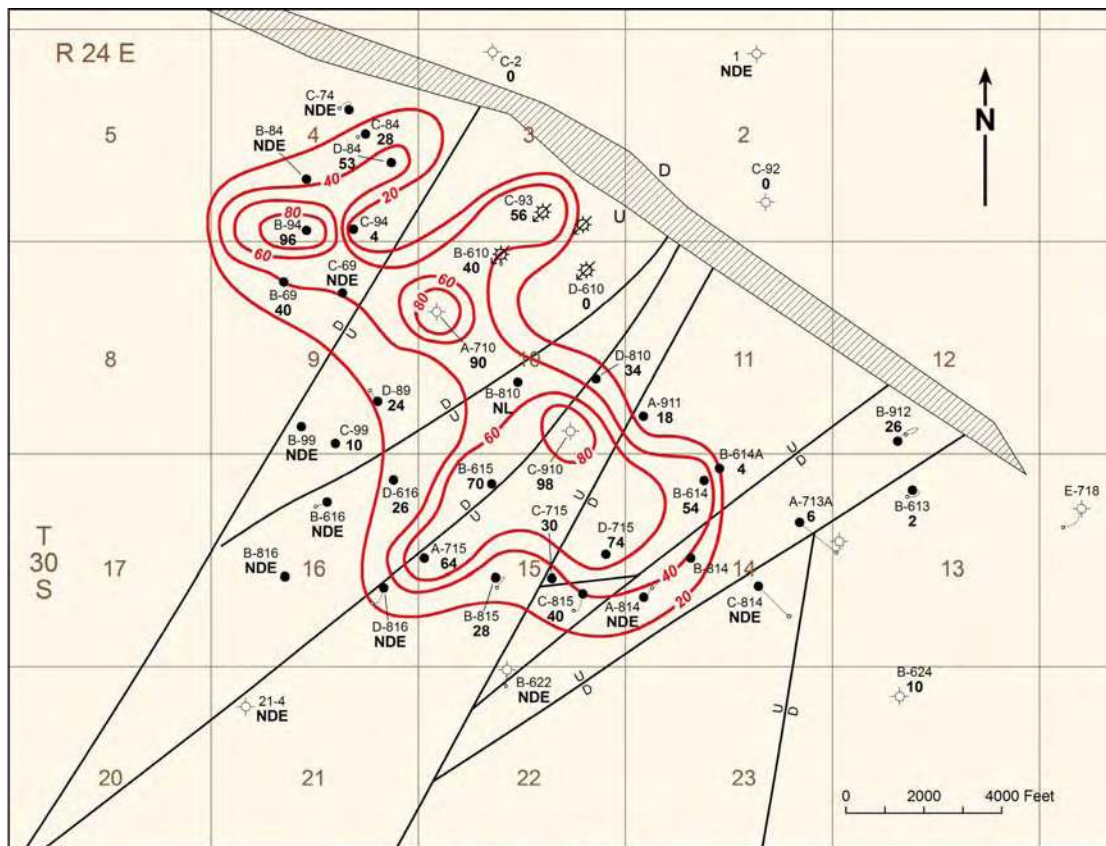 R 24 E
C-2
0
1
NDE
N
C-74
NDE
5
4
C-84
28
3
2
B-84
NDE
D-84
53
40
20
C-92
0
D
U
C-93
56
80
B-94
96
C-94
4
60
B-610
40
C-69
NDE
D-610
0
B-69
40
60
80
D
U
A-710
90
8
9
10
11
12
D-810
34
D-89
24
B-810
NL
D
U
A-911
18
B-912
26
B-99
NDE
C-99
10
60
80
U
D
B-614A
4
C-910
98
B-615
70
D-616
26
B-614
54
A-713A
6
B-613
2
E-718
B-616
NDE
D
U
U
D
C-715
30
D-715
74
T
30
S
17
B-816
NDE
16
A-715
64
15
B-814
14
13
40
20
D-816
NDE
B-815
28
C-815
40
A-814
NDE
C-814
NDE
B-622
NDE
U
D
B-624
10
21-4
NDE
U
D
20
21
22
23
0
2000
4000 Feet